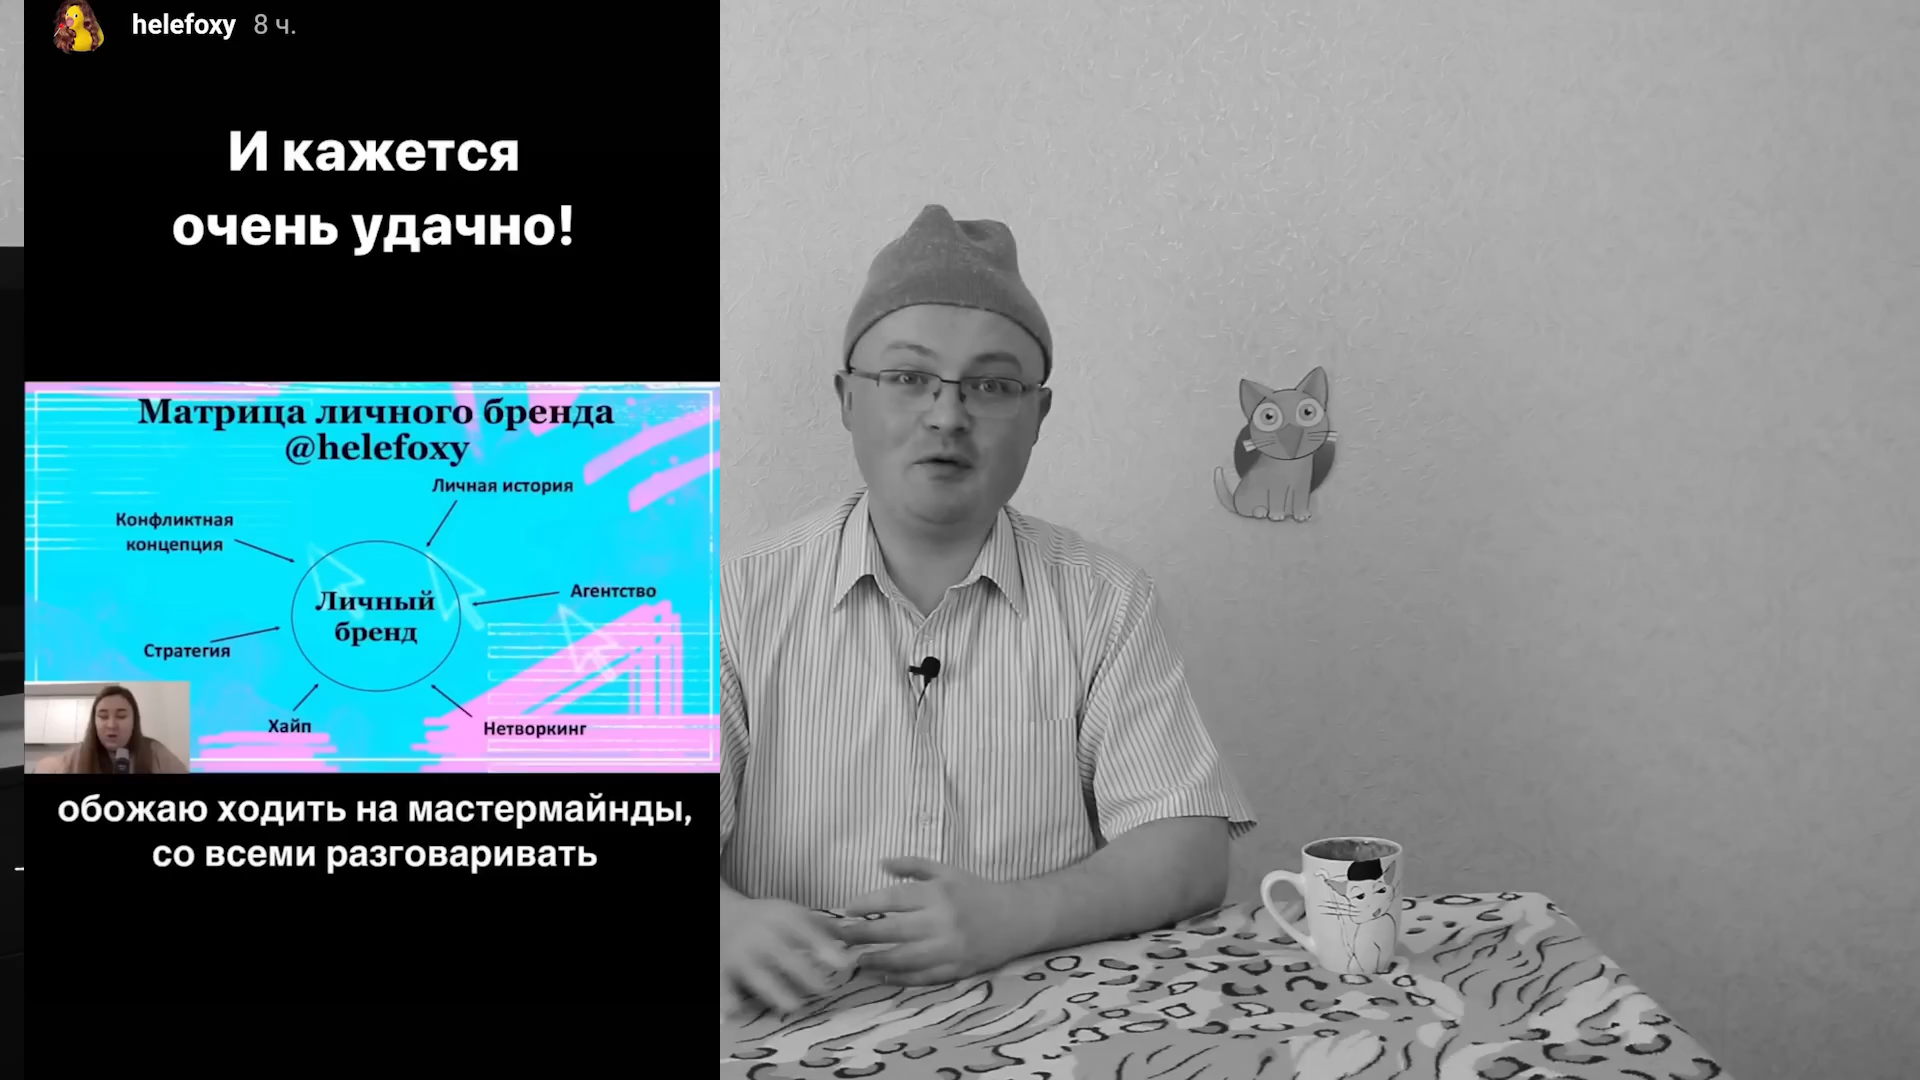 helefoxy 8 ч.
И кажется
очень удачно!
Матрица личного бренда
@helefoxy
Личная история
Конфликтная
концепция
Агентство
Личный
бренд
Стратегия
Хайп
Нетворкинг
обожаю ходить на мастермайнды,
со всеми разговаривать